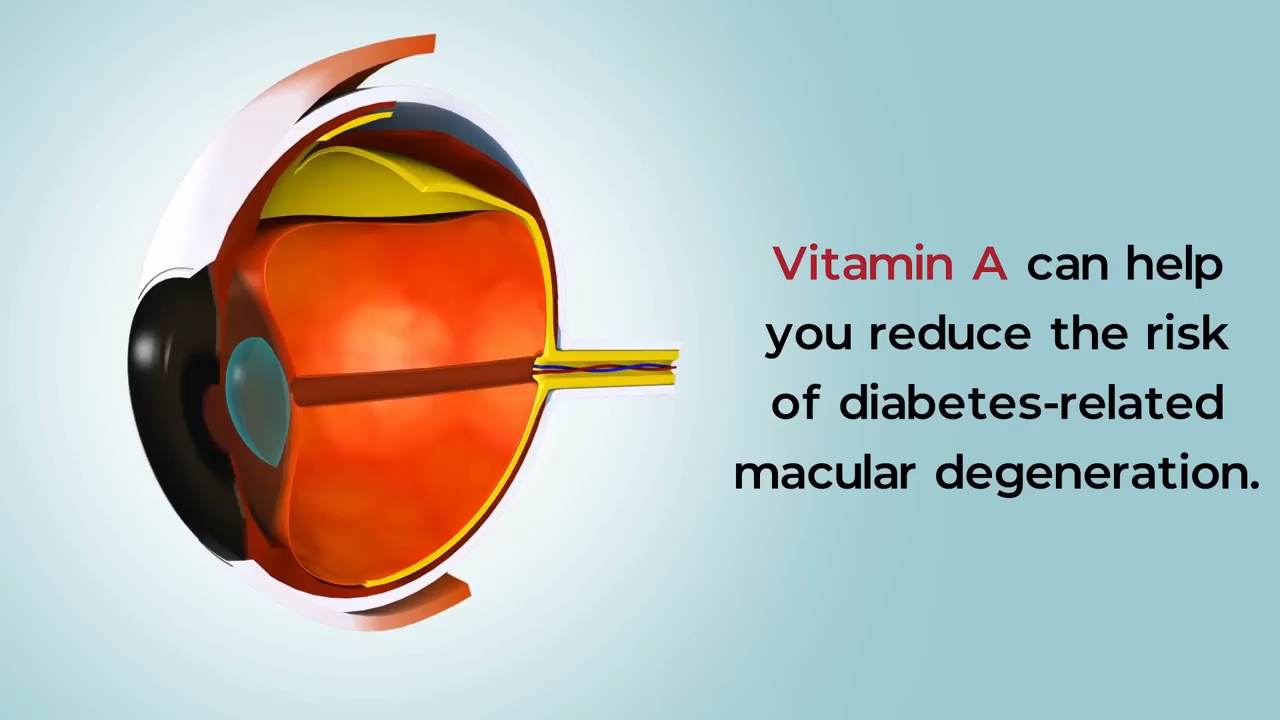 Vitamin A can help
you reduce the risk
of diabetes-related
macular degeneration.